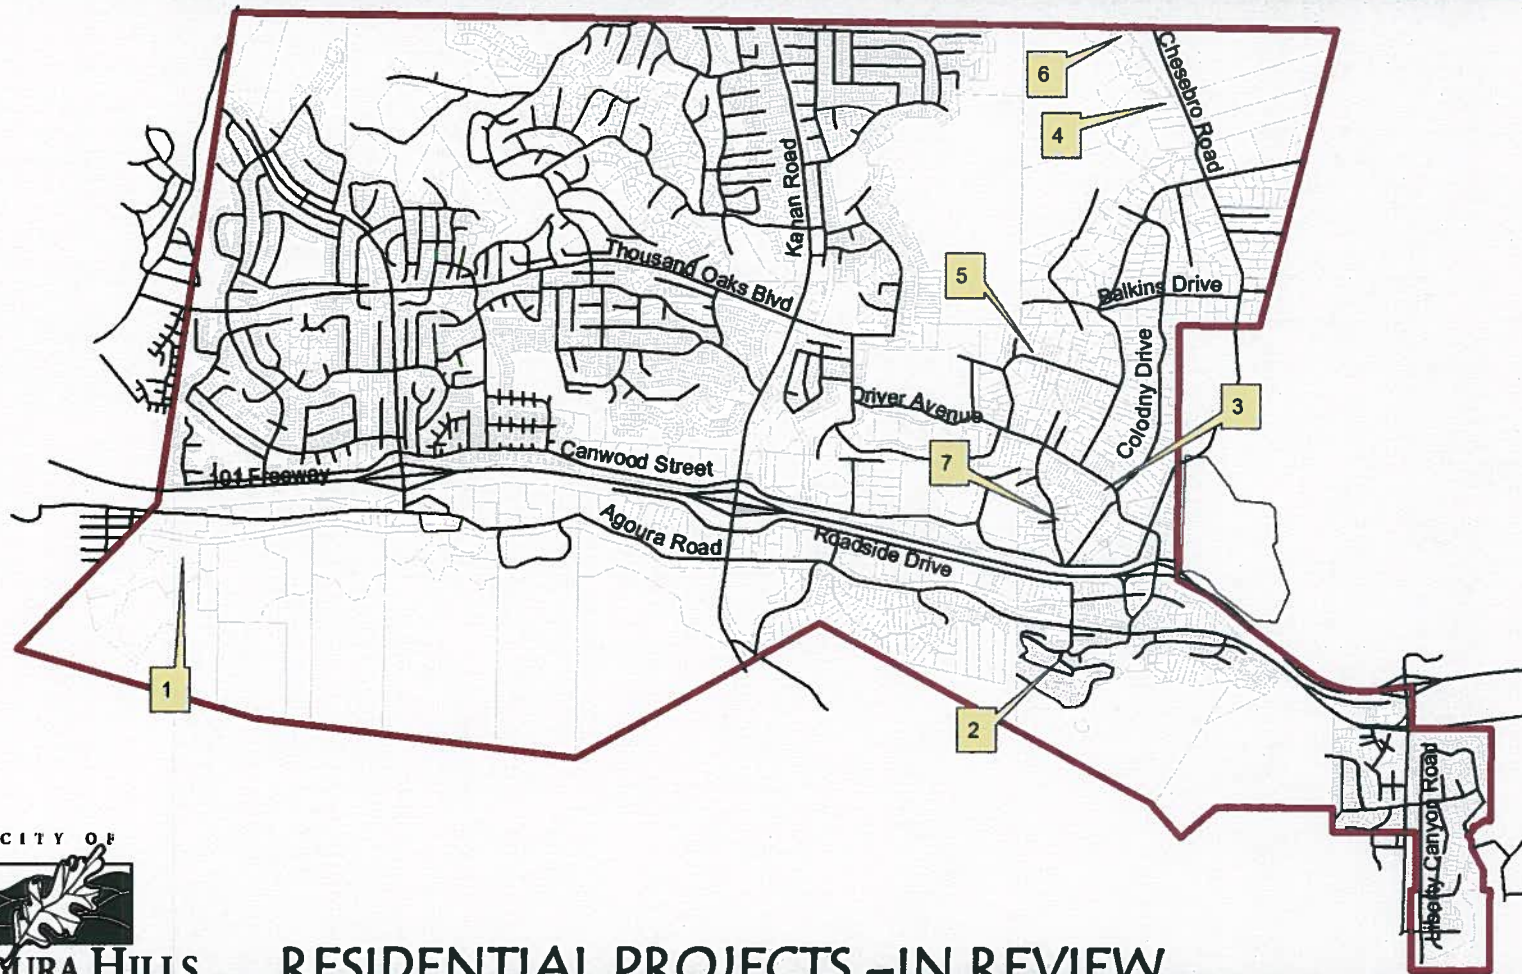 6
Chesebro Road
4
Kanan Road
Thousand Oaks Blvd
5
Balkins Drive
Colodny Drive
Driver Avenue
3
Canwood Street
7
101 Freeway
Agoura Road
Roadside Drive
1
2
Liberty Canyon Road
CITY OF
URA HILLS
RESIDENTIAL PROJECTS –IN REVIEW